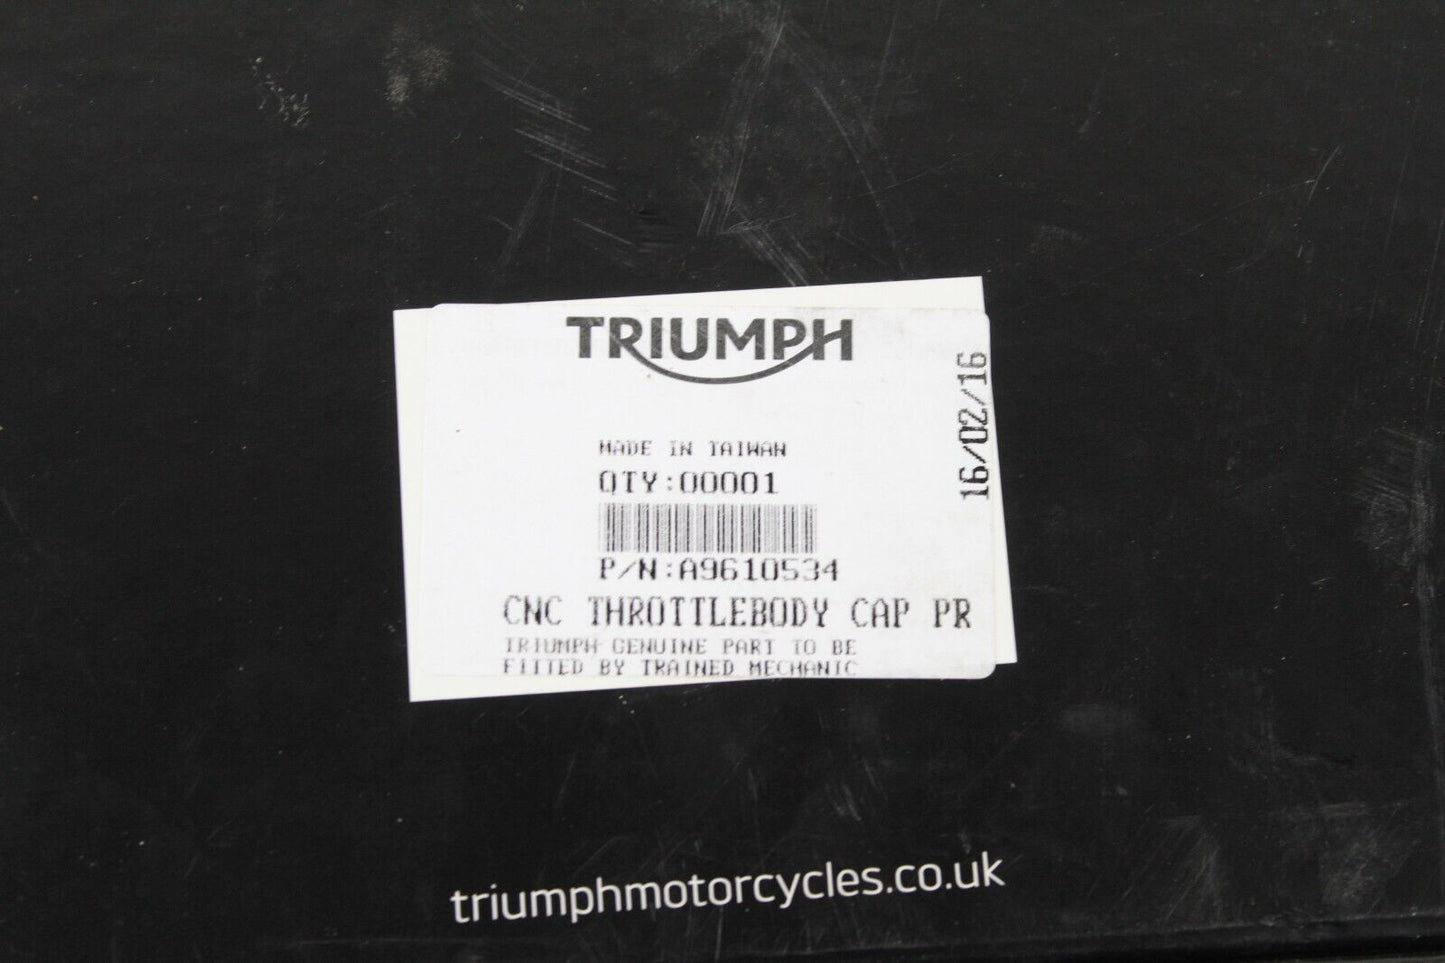 TRIUMPH
16/02/16
MADE IN TAIWAN
QTY:00001
P/N:A9610534
CNC THROTTLEBODY CAP PR
TRIUMPH GENUINE PART TO BE
FITTED BY TRAINED MECHANIC
triumphmotorcycles.co.uk